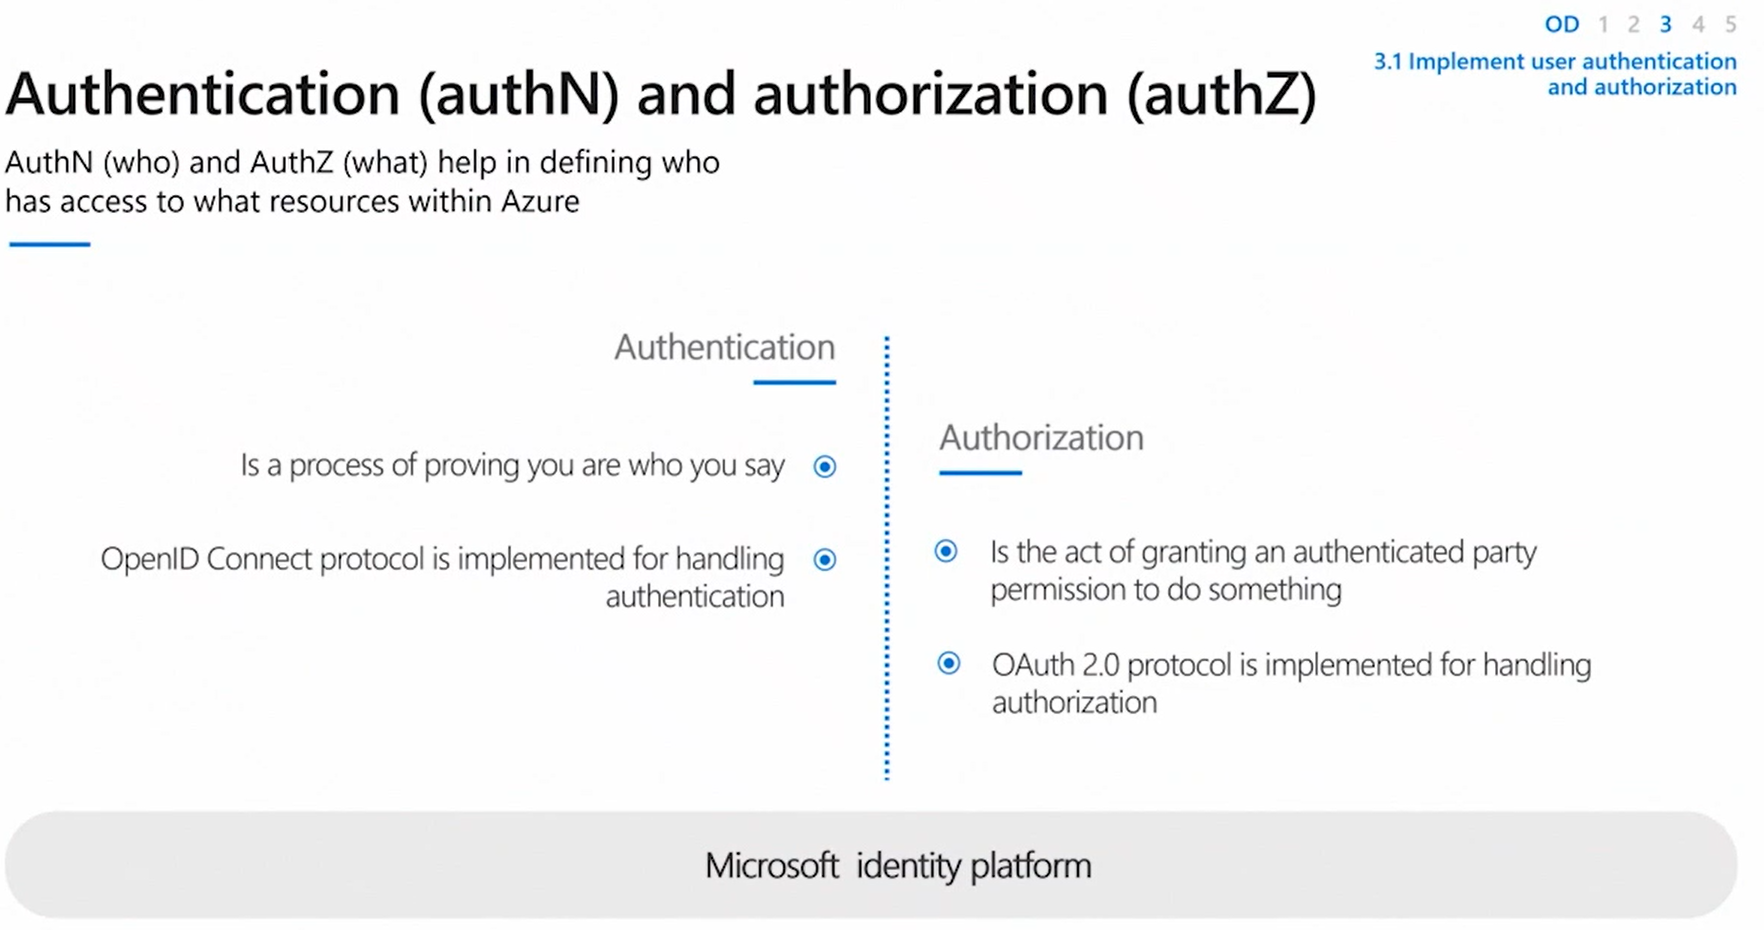 OD 1 2 3 4 5
3.1 Implement user authentication
and authorization
Authentication (authN) and authorization (authZ)
AuthN (who) and AuthZ (what) help in defining who
has access to what resources within Azure
Authentication
Is a process of proving you are who you say
OpenID Connect protocol is implemented for handling
authentication
Authorization
Is the act of granting an authenticated party
permission to do something
OAuth 2.0 protocol is implemented for handling
authorization
Microsoft identity platform